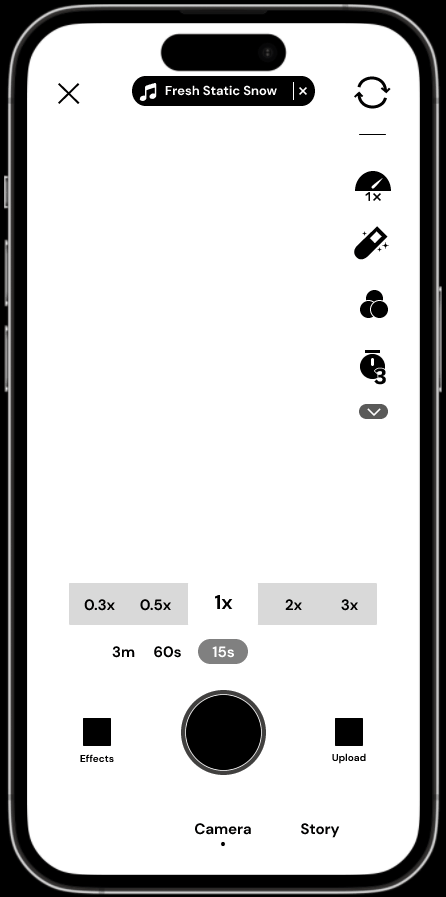 Fresh Static Snow
1x
3
0.3x 0.5x 1x 2x 3x
3m 60s 15s
Effects
Upload
Camera Story